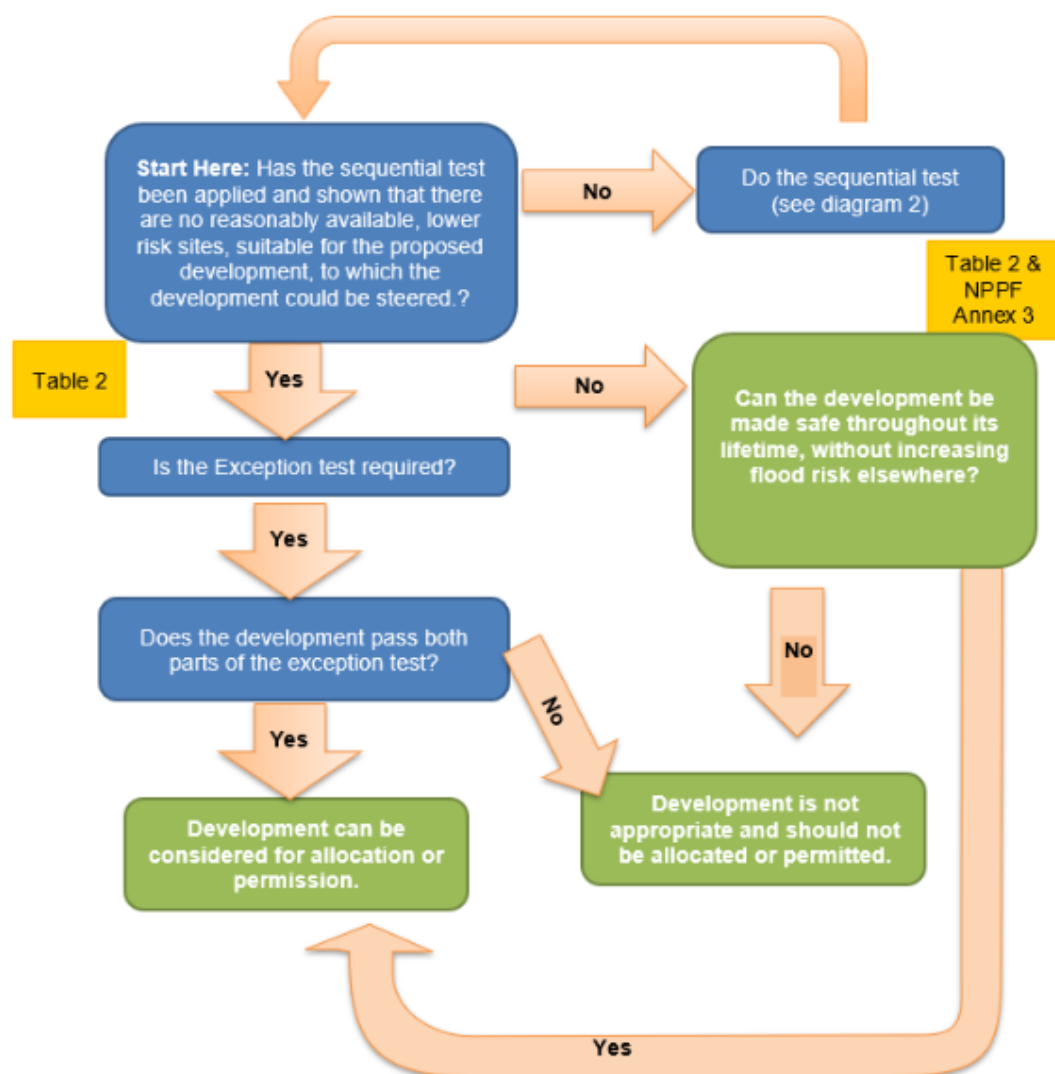 Start Here: Has the sequential test
been applied and shown that there
are no reasonably available, lower
risk sites, suitable for the proposed
development, to which the
development could be steered.?
No
Do the sequential test
(see diagram 2)
Table 2 &
NPPF
Annex 3
Table 2
Yes
No
Can the development be
made safe throughout its
lifetime, without increasing
flood risk elsewhere?
Is the Exception test required?
Yes
Does the development pass both
parts of the exception test?
No
No
Yes
Development can be
considered for allocation or
permission.
Development is not
appropriate and should not
be allocated or permitted.
Yes